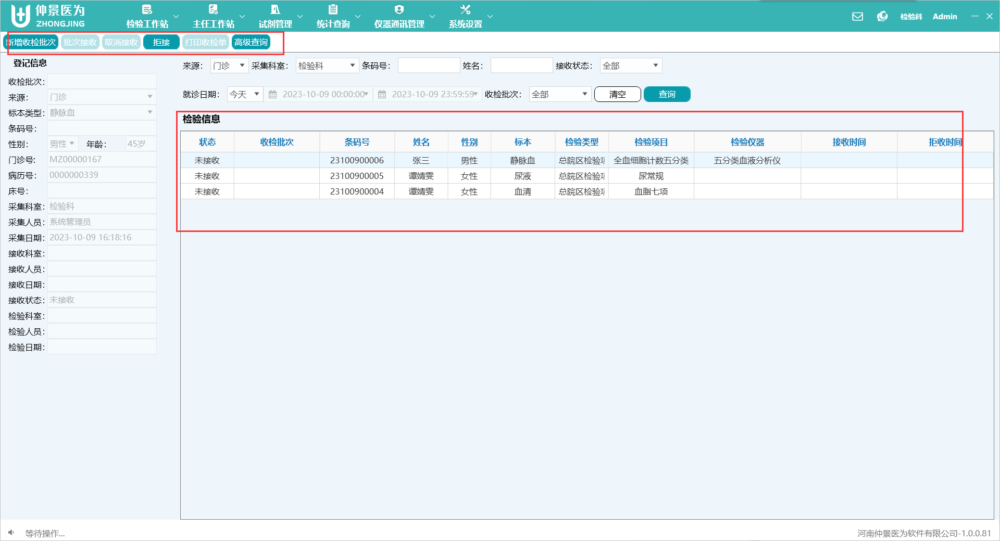 仲景医为
ZHONGJING
检验工作站 主任工作站 试剂管理 统计查询 仪器通讯管理 系统设置 检验科 Admin
新增收检批次 批次接收 取消接收 拒接 打印收检单 高级查询
登记信息
收检批次:
来源: 门诊
标本类型: 静脉血
条码号:
性别: 男性 年龄: 45岁
门诊号: MZ00000167
病历号: 0000000339
床号:
采集科室: 检验科
采集人员: 系统管理员
采集日期: 2023-10-09 16:18:16
接收科室:
接收人员:
接收日期:
接收状态: 未接收
检验科室:
检验人员:
检验日期:
来源: 门诊 采集科室: 检验科 条码号: 姓名: 接收状态: 全部
就诊日期: 今天 2023-10-09 00:00:00 2023-10-09 23:59:59 收检批次: 全部 清空 查询
检验信息
状态 收检批次 条码号 姓名 性别 标本 检验类型 检验项目 检验仪器 接收时间 拒收时间
未接收 23100900006 张三 男性 静脉血 总院区检验项 全血细胞计数五分类 五分类血液分析仪
未接收 23100900005 谭婧雯 女性 尿液 总院区检验项 尿常规
未接收 23100900004 谭婧雯 女性 血清 总院区检验项 血脂七项
等待操作...
河南仲景医为软件有限公司-1.0.0.81